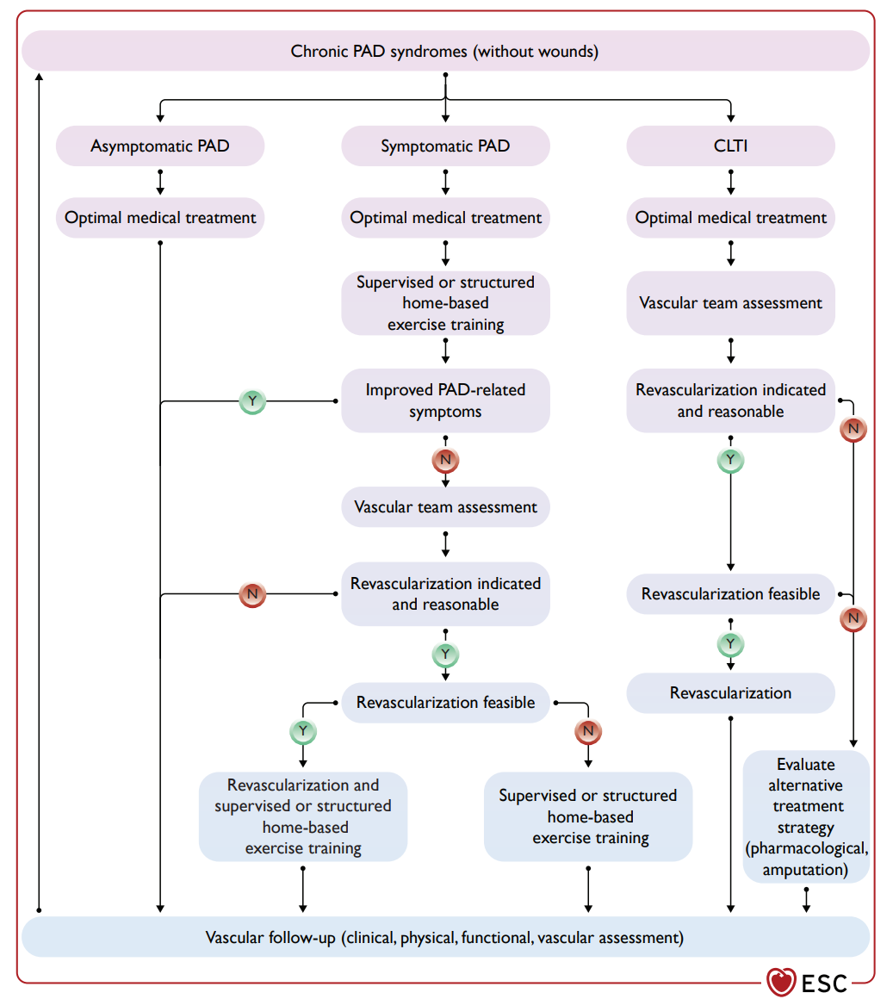 Chronic PAD syndromes (without wounds)
Asymptomatic PAD
Symptomatic PAD
CLTI
Optimal medical treatment
Optimal medical treatment
Optimal medical treatment
Supervised or structured
home-based
exercise training
Vascular team assessment
Improved PAD-related
symptoms
Revascularization indicated
and reasonable
Y
N
N
Y
Vascular team assessment
Revascularization indicated
and reasonable
Revascularization feasible
N
N
Y
Y
Revascularization feasible
Revascularization
Y
N
Revascularization and
supervised or structured
home-based
exercise training
Supervised or structured
home-based
exercise training
Evaluate
alternative
treatment
strategy
(pharmacological,
amputation)
Vascular follow-up (clinical, physical, functional, vascular assessment)
ESC